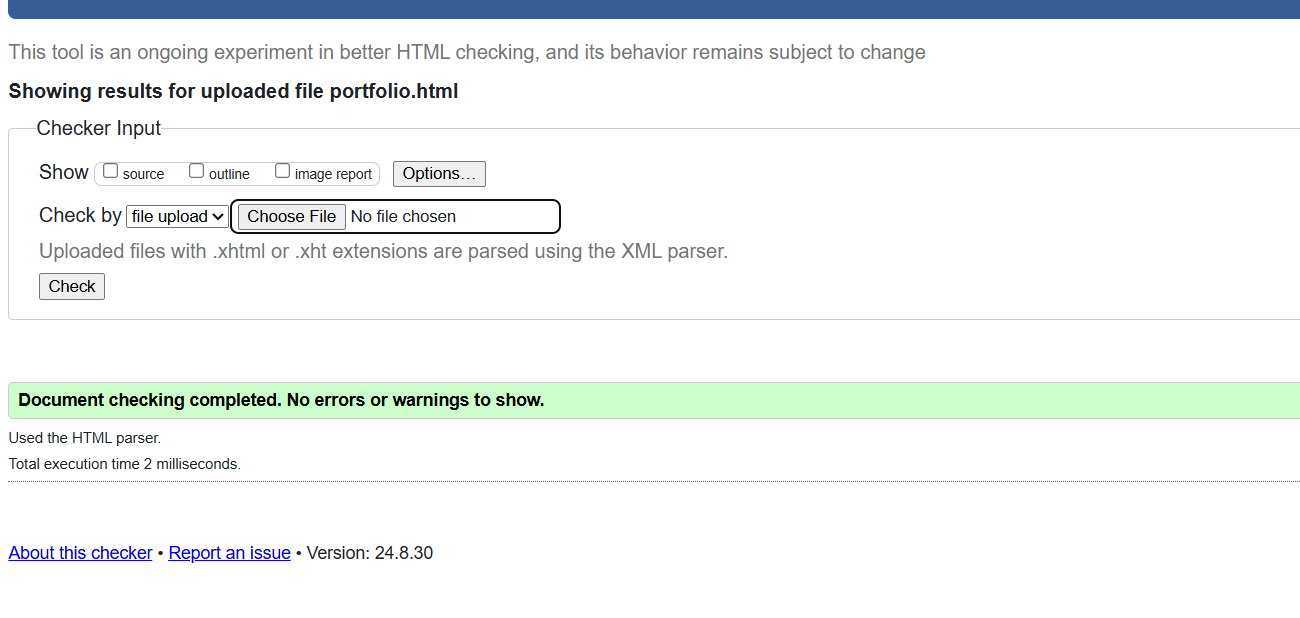 This tool is an ongoing experiment in better HTML checking, and its behavior remains subject to change
Showing results for uploaded file portfolio.html
Checker Input
Show source outline image report Options…
Check by file upload Choose File No file chosen
Uploaded files with .xhtml or .xht extensions are parsed using the XML parser.
Check
Document checking completed. No errors or warnings to show.
Used the HTML parser.
Total execution time 2 milliseconds.
About this checker • Report an issue • Version: 24.8.30